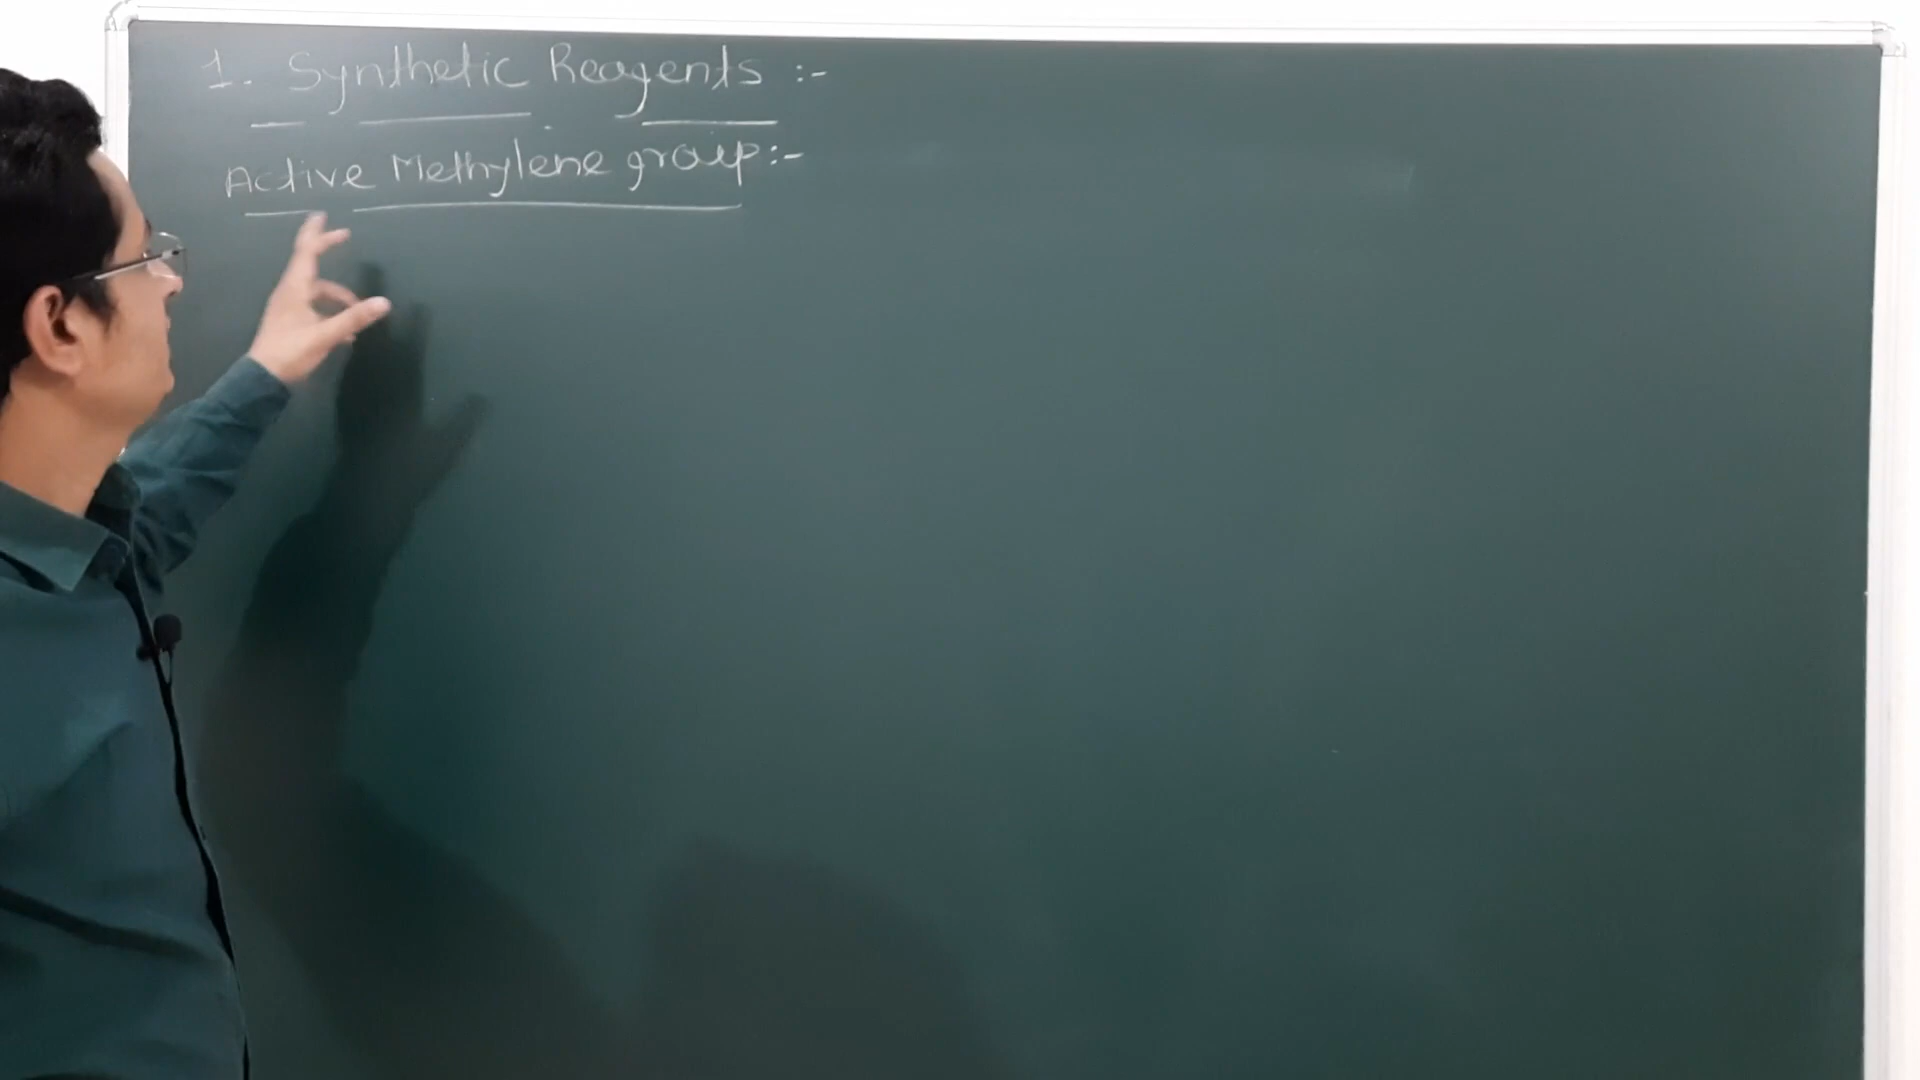 1. Synthetic Reagents :-
Active Methylene group:-